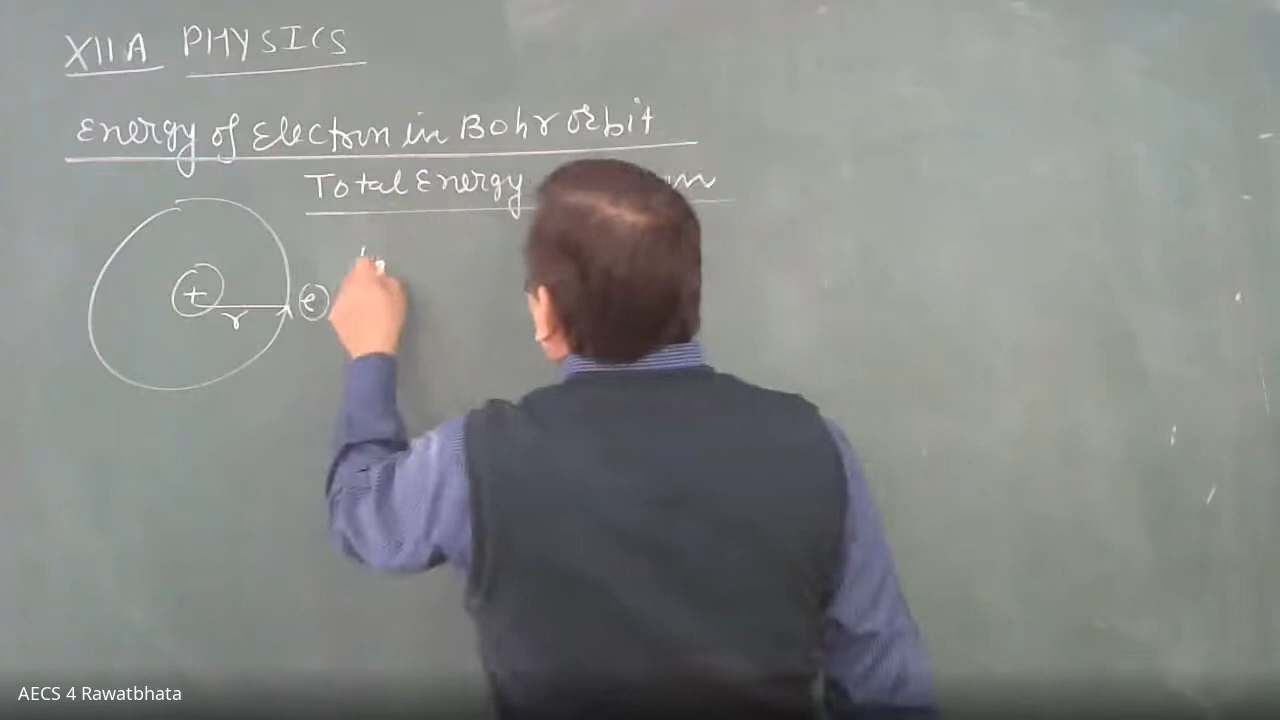 XII A PHYSICS
Energy of Electron in Bohr Orbit
Total Energy
+
r
e
AECS 4 Rawatbhata